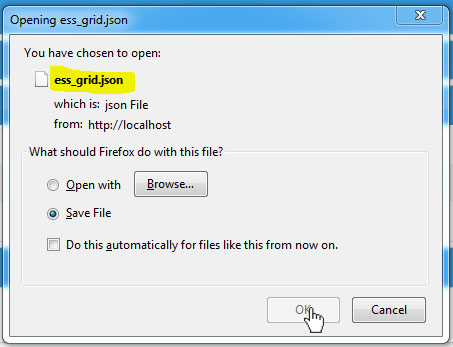 Opening ess_grid.json
You have chosen to open:
ess_grid.json
which is: json File
from: http://localhost
What should Firefox do with this file?
Open with
Browse...
Save File
Do this automatically for files like this from now on.
OK
Cancel